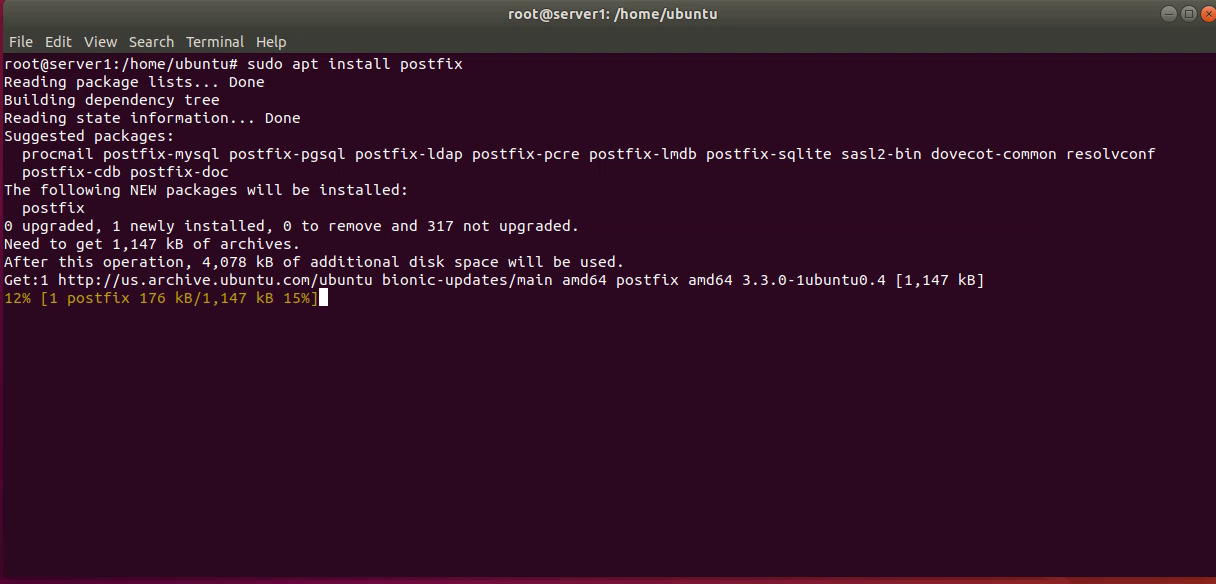 root@server1: /home/ubuntu
File Edit View Search Terminal Help
root@server1:/home/ubuntu# sudo apt install postfix
Reading package lists... Done
Building dependency tree
Reading state information... Done
Suggested packages:
  procmail postfix-mysql postfix-pgsql postfix-ldap postfix-pcre postfix-lmdb postfix-sqlite sasl2-bin dovecot-common resolvconf
  postfix-cdb postfix-doc
The following NEW packages will be installed:
  postfix
0 upgraded, 1 newly installed, 0 to remove and 317 not upgraded.
Need to get 1,147 kB of archives.
After this operation, 4,078 kB of additional disk space will be used.
Get:1 http://us.archive.ubuntu.com/ubuntu bionic-updates/main amd64 postfix amd64 3.3.0-1ubuntu0.4 [1,147 kB]
12% [1 postfix 176 kB/1,147 kB 15%]